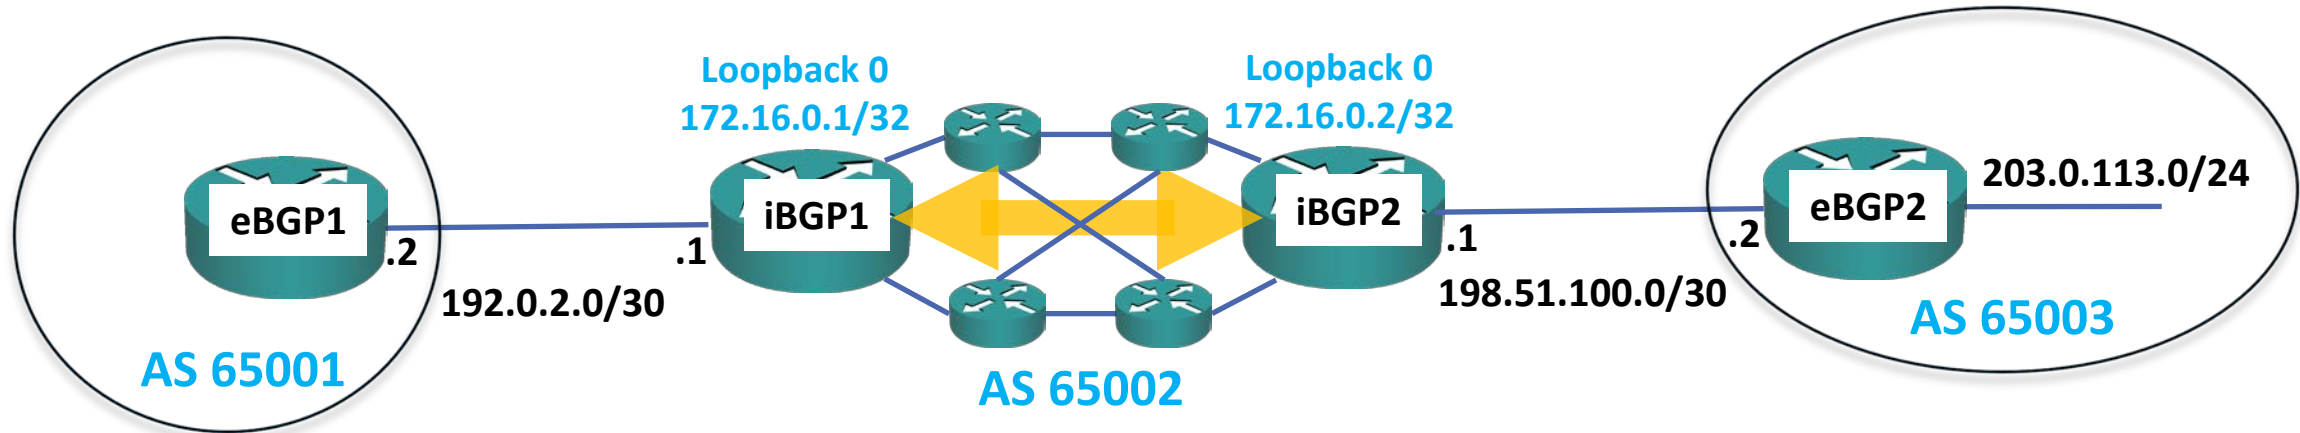 Loopback 0
172.16.0.1/32
Loopback 0
172.16.0.2/32
eBGP1
.2
192.0.2.0/30
AS 65001
.1
iBGP1
AS 65002
iBGP2
.1
198.51.100.0/30
.2
eBGP2
203.0.113.0/24
AS 65003